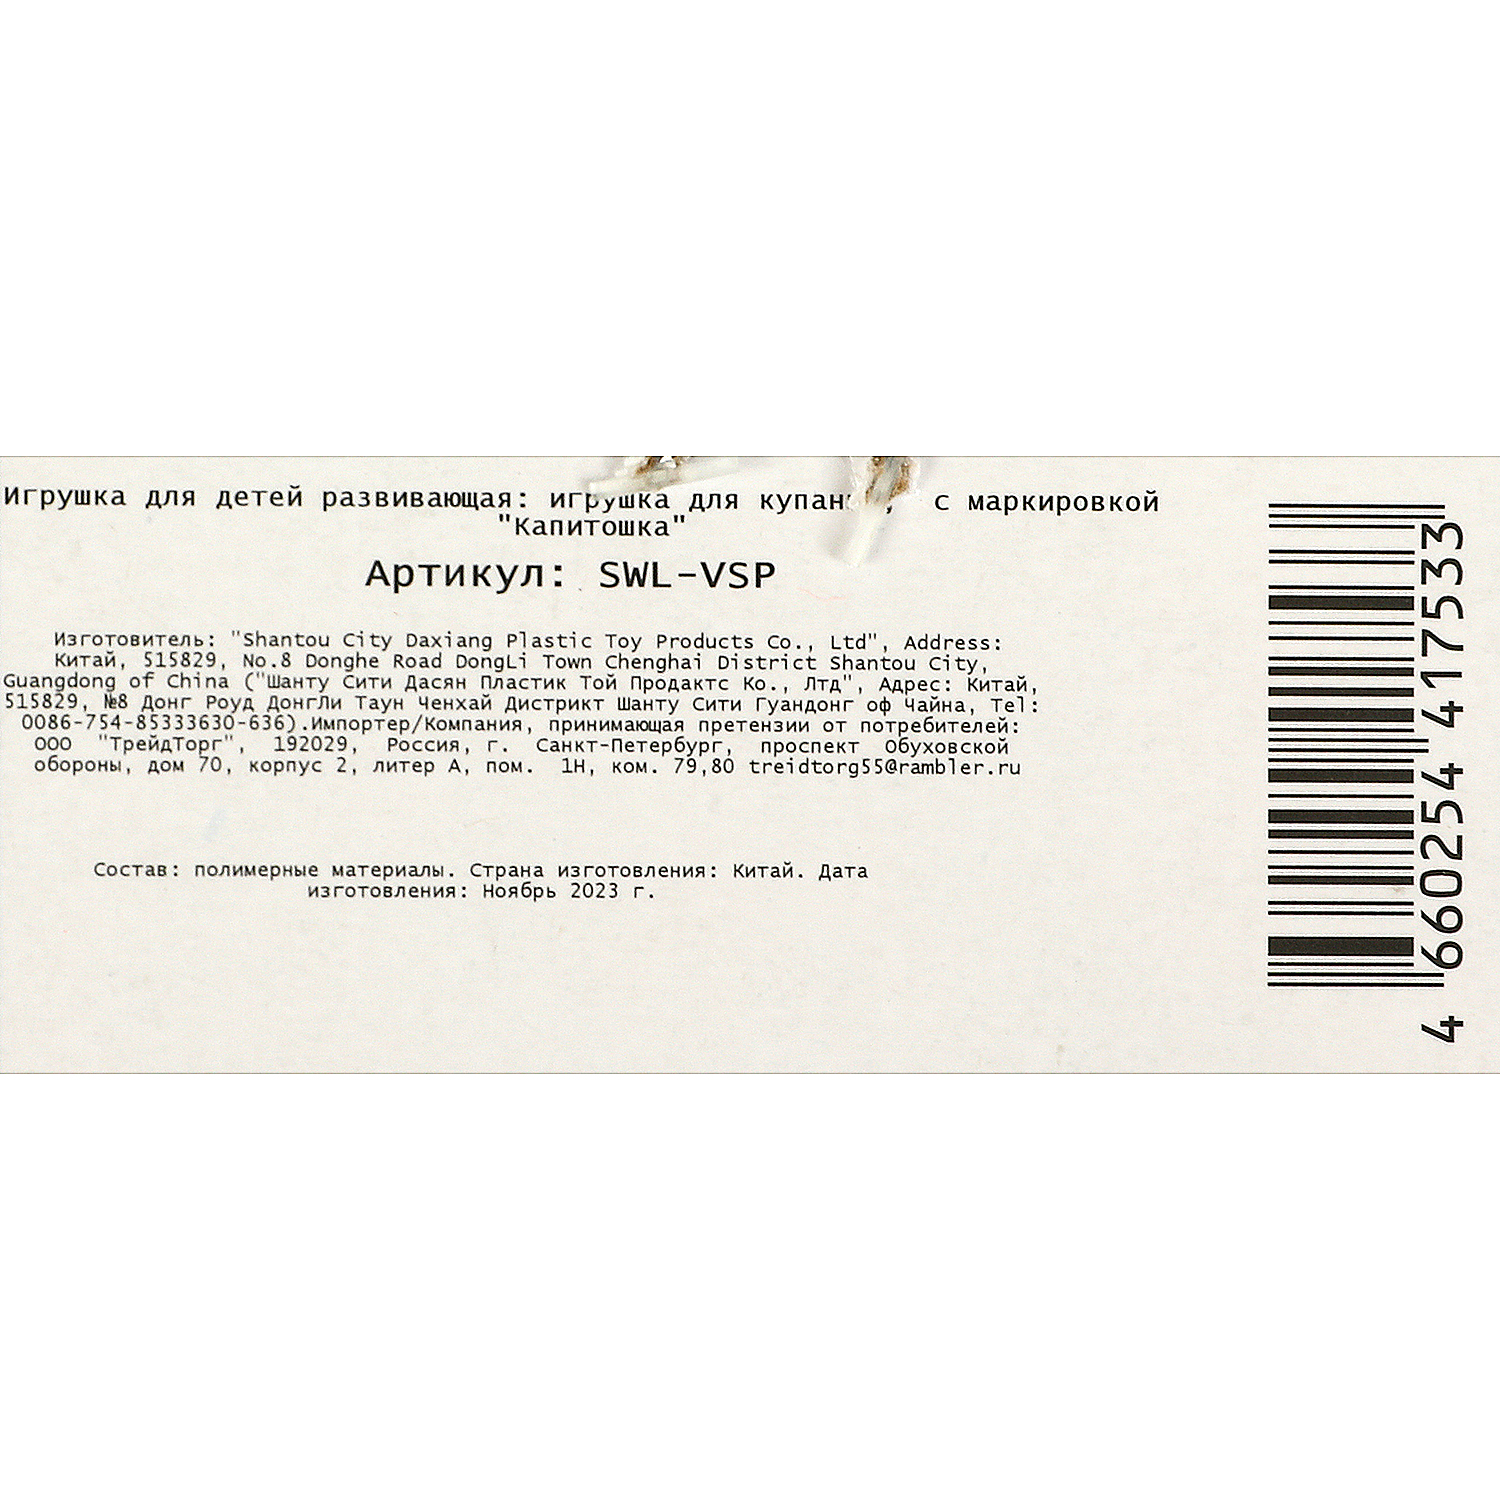 Игрушка для детей развивающая: игрушка для с маркировкой
"Капитошка"
Артикул: SWL-VSP
Изготовитель: "Shantou City Daxiang Plastic Toy Products Co., Ltd", Address:
Китай, 515829, No.8 Donghe Road DongLi Town Chenghai District Shantou City,
Guangdong of China ("Шанту Сити Дасян Пластик Той Продактс Ко., Лтд", Адрес: Китай,
515829, №8 Донг Роуд ДонгЛи Таун Ченхай Дистрикт Шанту Сити Гуандонг оф Чайна, Tel:
0086-754-85333630-636).Импортер/Компания, принимающая претензии от потребителей:
ООО "ТрейдТорг", 192029, Россия, г. Санкт-Петербург, проспект Обуховской
обороны, дом 70, корпус 2, литер А, пом. 1Н, ком. 79,80 treidtorg55@rambler.ru
Состав: полимерные материалы. Страна изготовления: Китай. Дата
изготовления: Ноябрь 2023 г.
4 660254 417533